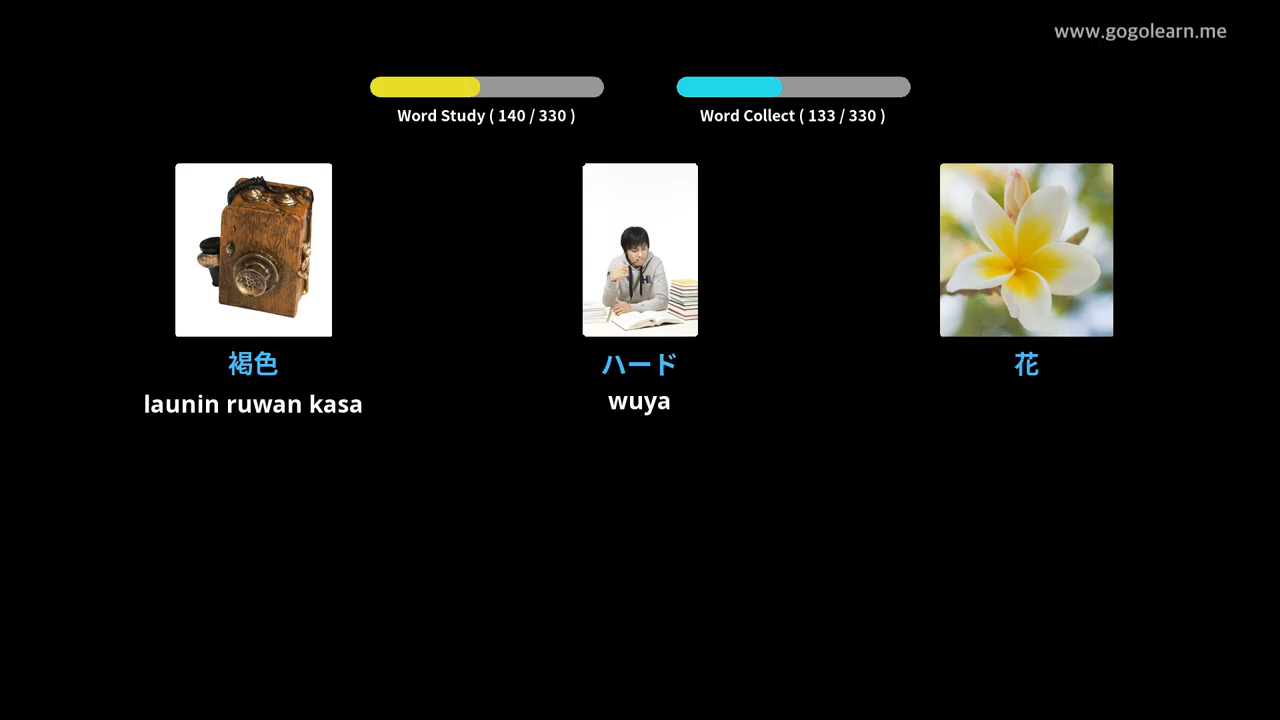 www.gogolearn.me
Word Study ( 140 / 330 )
Word Collect ( 133 / 330 )
褐色
launin ruwan kasa
ハード
wuya
花